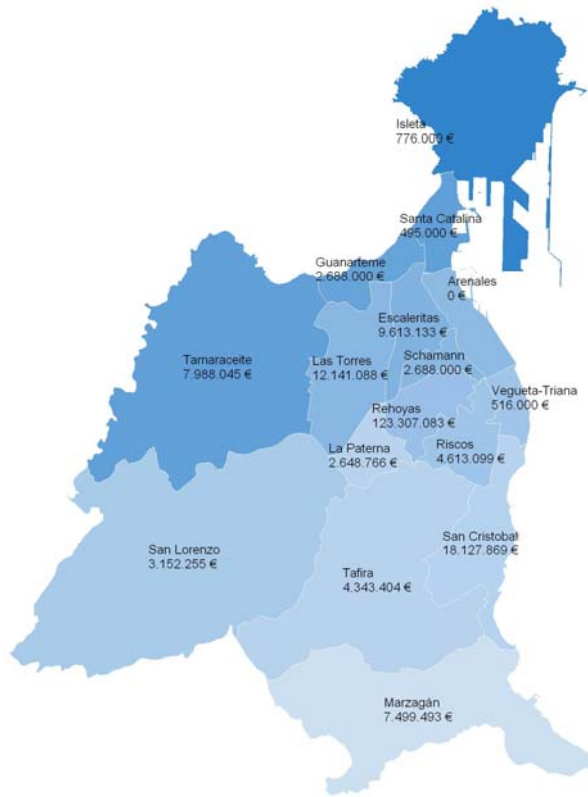 Isleta
776.000 €
Santa Catalina
495.000 €
Guanarteme
2.688.000 €
Arenales
0 €
Escaleritas
9.613.133 €
Tamaraceite
7.988.045 €
Las Torres
12.141.088 €
Schamann
2.688.000 €
Vegueta-Triana
516.000 €
Rehoyas
123.307.083 €
La Paterna
2.648.766 €
Riscos
4.613.099 €
San Cristobal
18.127.869 €
San Lorenzo
3.152.255 €
Tafira
4.343.404 €
Marzagán
7.499.493 €